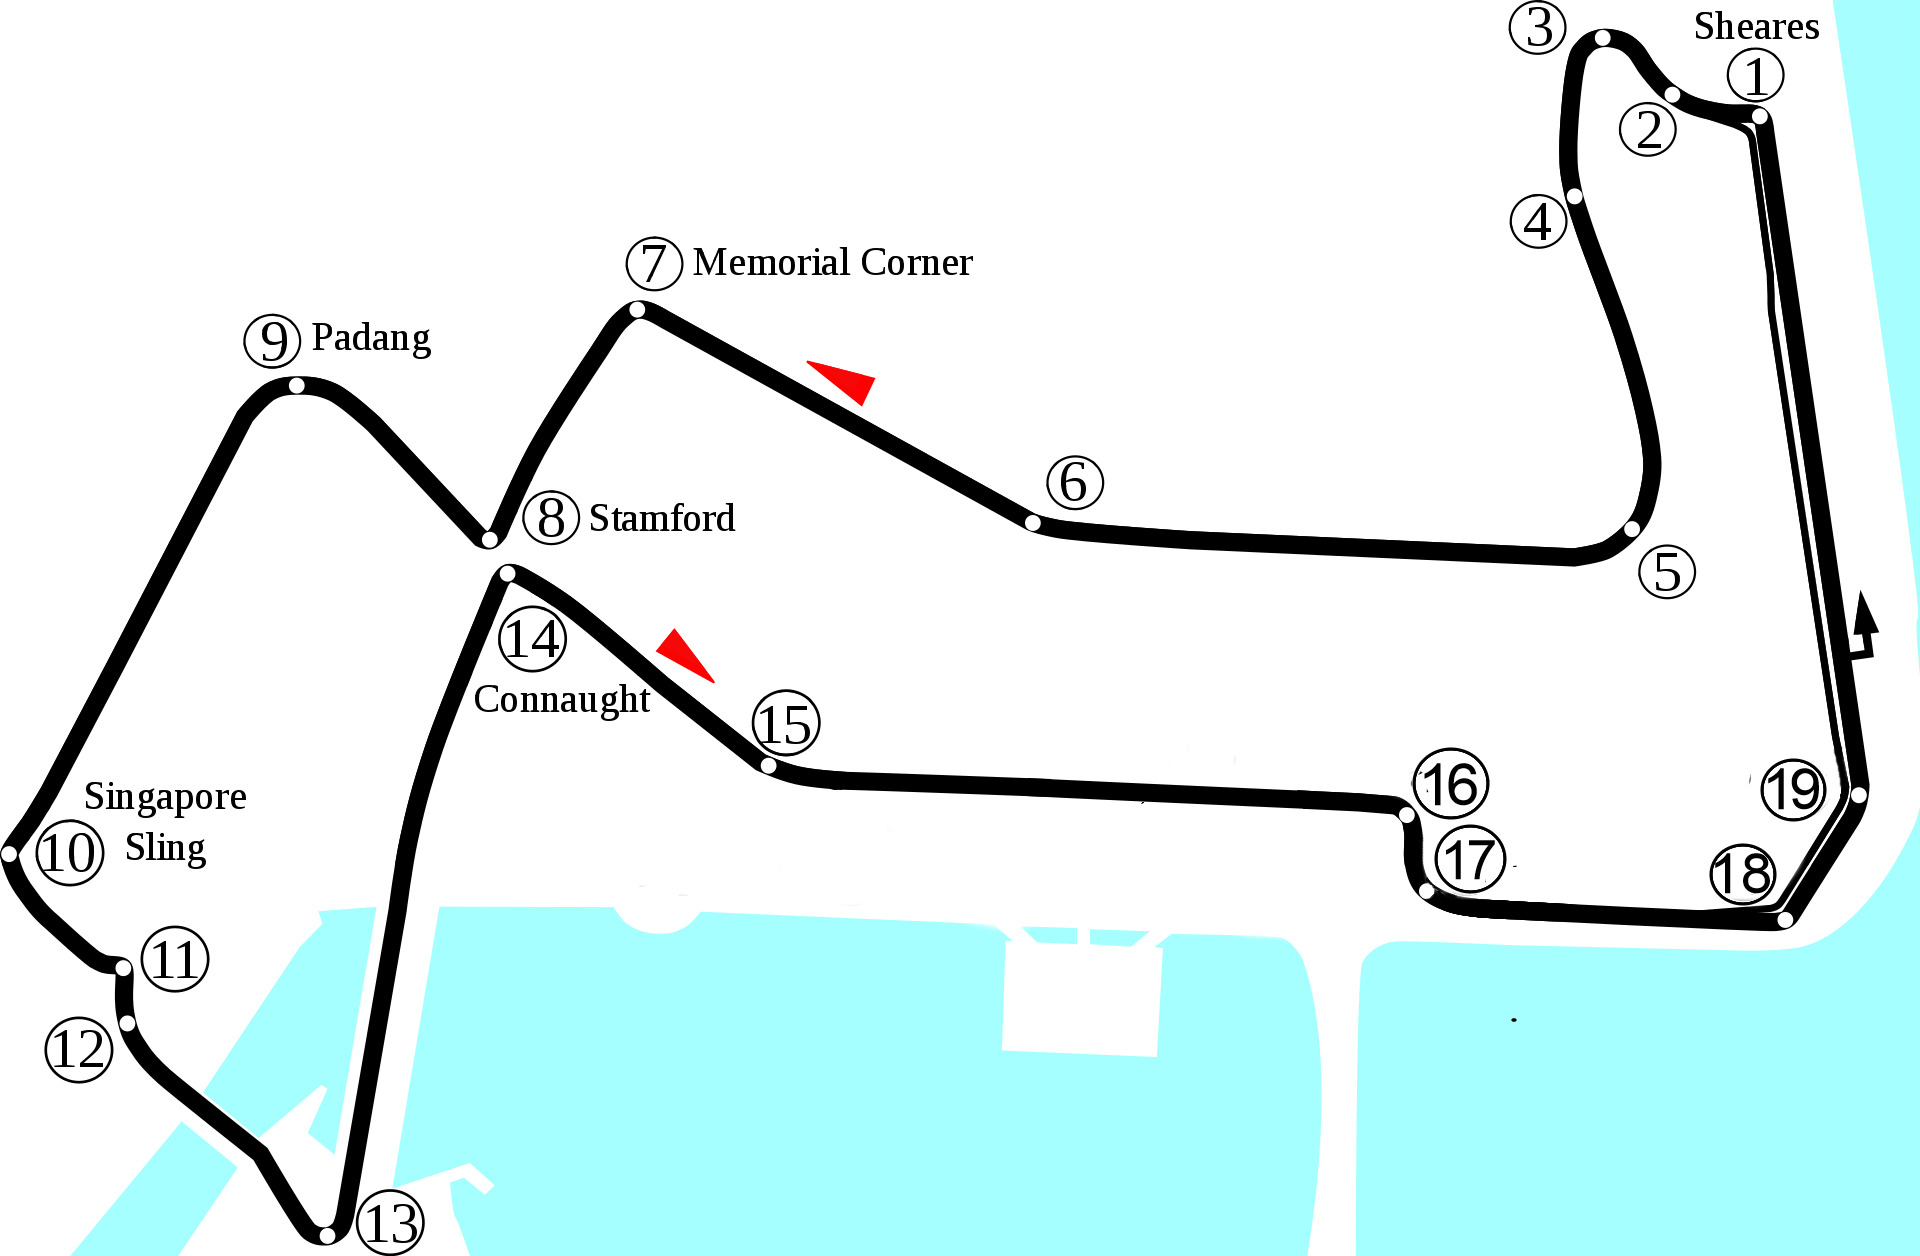 3
Sheares
1
2
4
7 Memorial Corner
9 Padang
6
8 Stamford
5
14
Connaught
15
16
19
Singapore
10 Sling
17
18
11
12
13